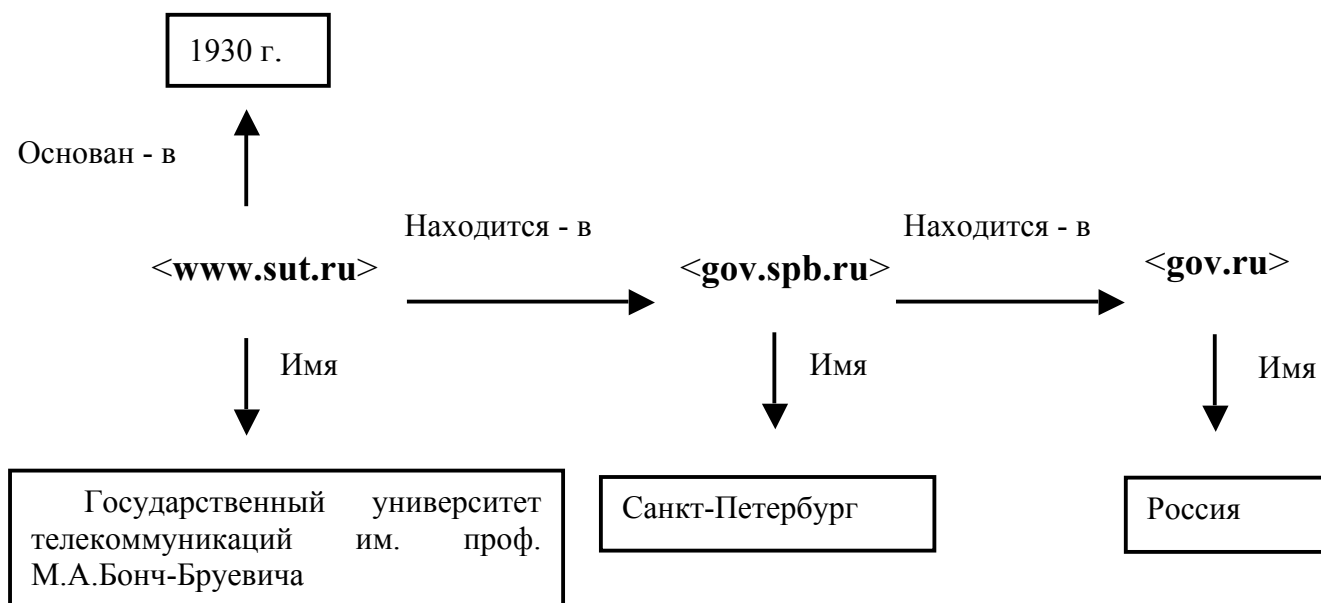 1930 г.
Основан - в
Находится - в
Находится - в
<www.sut.ru>
<gov.spb.ru>
<gov.ru>
Имя
Имя
Имя
Государственный университет
телекоммуникаций им. проф.
М.А.Бонч-Бруевича
Санкт-Петербург
Россия